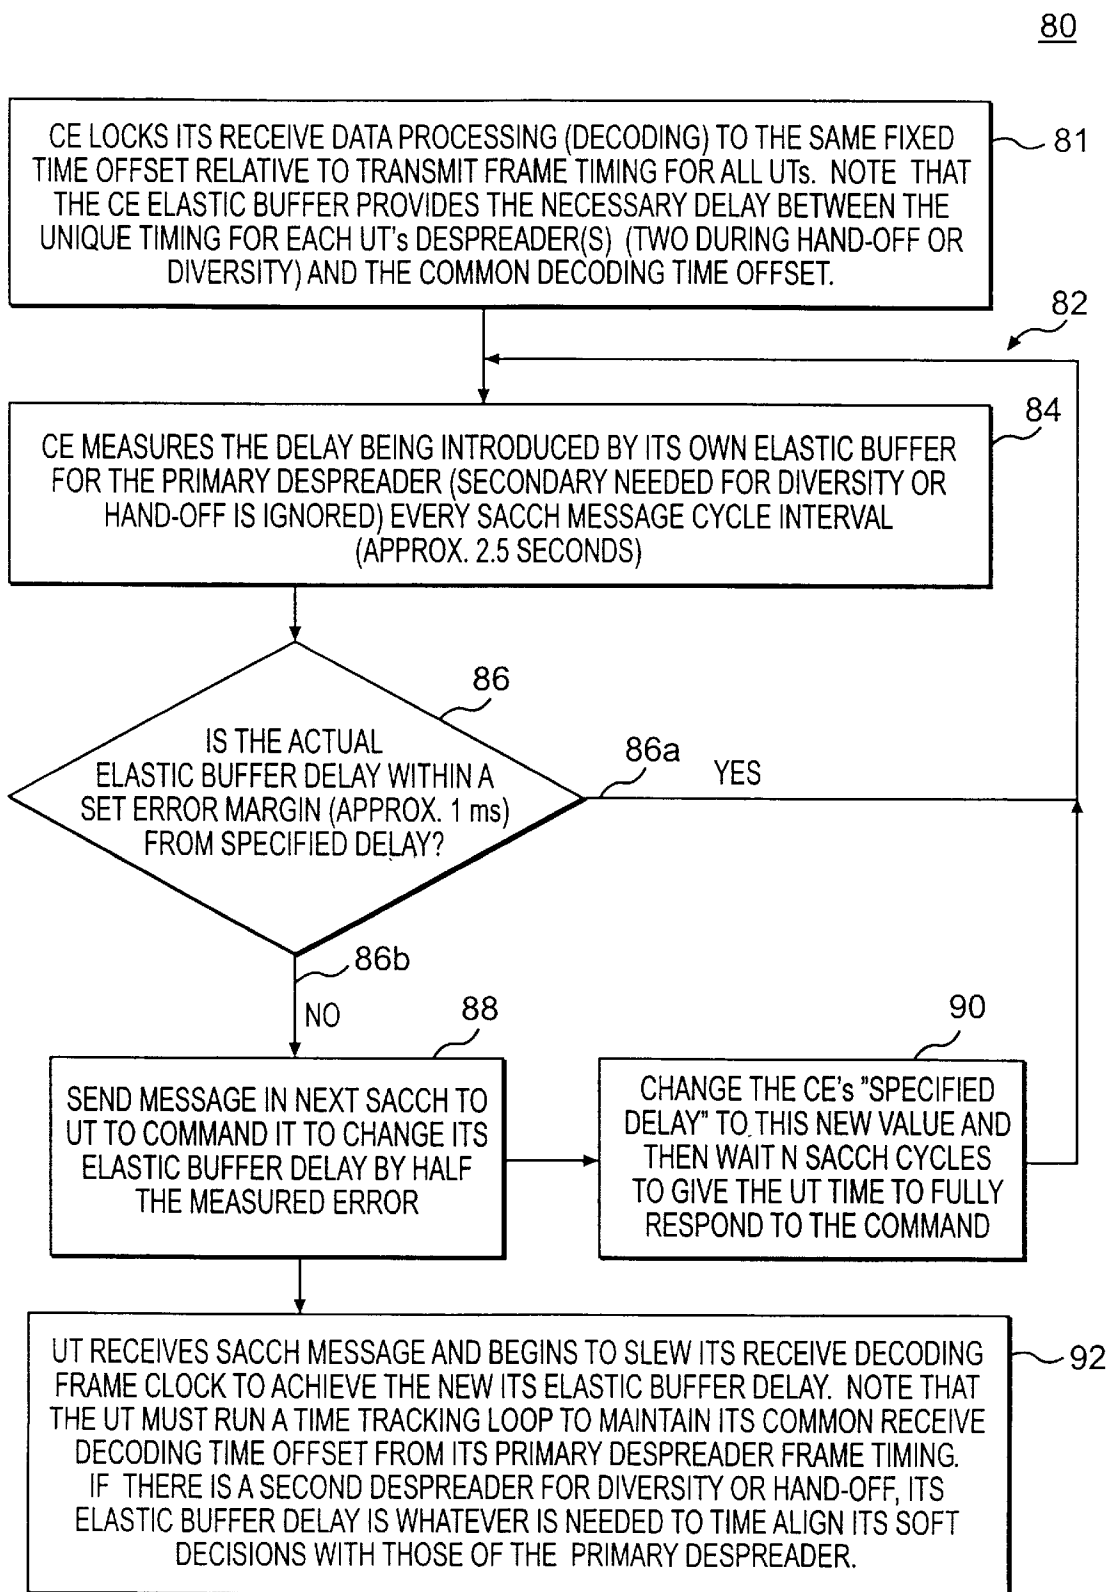 80
CE LOCKS ITS RECEIVE DATA PROCESSING (DECODING) TO THE SAME FIXED
TIME OFFSET RELATIVE TO TRANSMIT FRAME TIMING FOR ALL UTs. NOTE THAT
THE CE ELASTIC BUFFER PROVIDES THE NECESSARY DELAY BETWEEN THE
UNIQUE TIMING FOR EACH UT's DESPREADER(S) (TWO DURING HAND-OFF OR
DIVERSITY) AND THE COMMON DECODING TIME OFFSET.
81
82
CE MEASURES THE DELAY BEING INTRODUCED BY ITS OWN ELASTIC BUFFER
FOR THE PRIMARY DESPREADER (SECONDARY NEEDED FOR DIVERSITY OR
HAND-OFF IS IGNORED) EVERY SACCH MESSAGE CYCLE INTERVAL
(APPROX. 2.5 SECONDS)
84
IS THE ACTUAL
ELASTIC BUFFER DELAY WITHIN A
SET ERROR MARGIN (APPROX. 1 ms)
FROM SPECIFIED DELAY?
86
86a
YES
86b
NO
SEND MESSAGE IN NEXT SACCH TO
UT TO COMMAND IT TO CHANGE ITS
ELASTIC BUFFER DELAY BY HALF
THE MEASURED ERROR
88
CHANGE THE CE's "SPECIFIED
DELAY" TO THIS NEW VALUE AND
THEN WAIT N SACCH CYCLES
TO GIVE THE UT TIME TO FULLY
RESPOND TO THE COMMAND
90
UT RECEIVES SACCH MESSAGE AND BEGINS TO SLEW ITS RECEIVE DECODING
FRAME CLOCK TO ACHIEVE THE NEW ITS ELASTIC BUFFER DELAY. NOTE THAT
THE UT MUST RUN A TIME TRACKING LOOP TO MAINTAIN ITS COMMON RECEIVE
DECODING TIME OFFSET FROM ITS PRIMARY DESPREADER FRAME TIMING.
IF THERE IS A SECOND DESPREADER FOR DIVERSITY OR HAND-OFF, ITS
ELASTIC BUFFER DELAY IS WHATEVER IS NEEDED TO TIME ALIGN ITS SOFT
DECISIONS WITH THOSE OF THE PRIMARY DESPREADER.
92